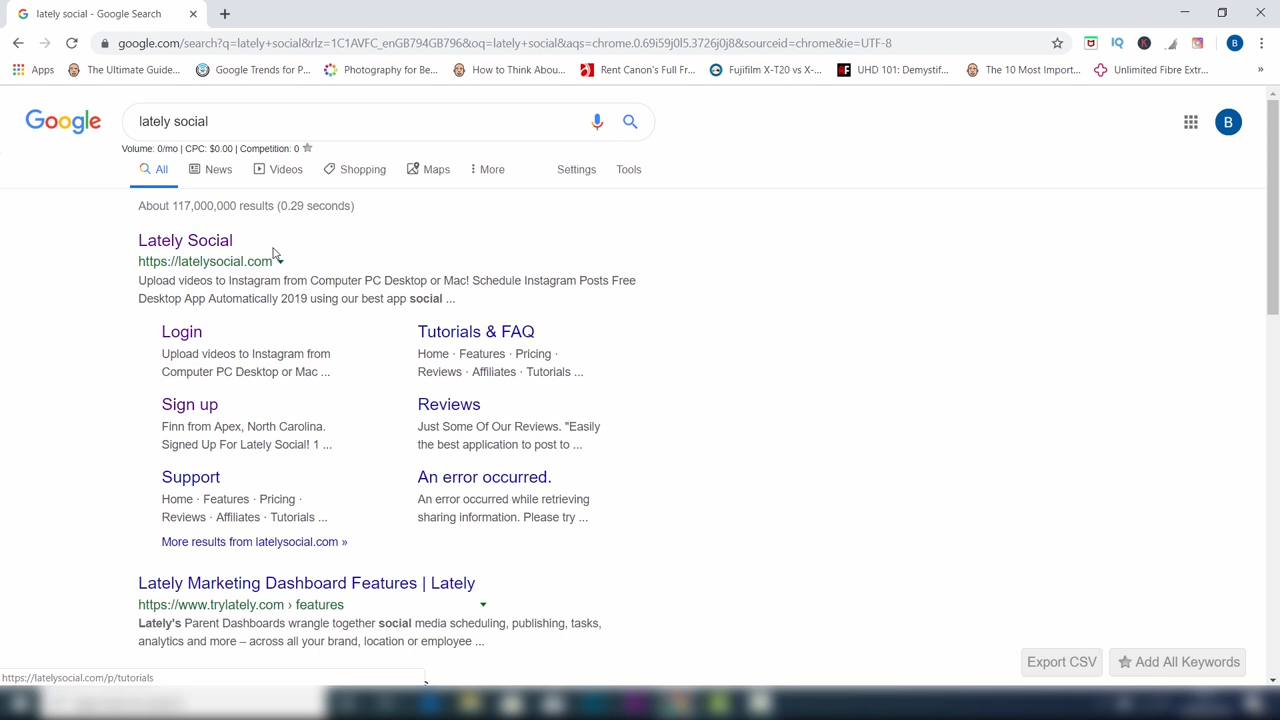 lately social - Google Search
google.com/search?q=lately+social&rlz=1C1AVFC_enGB794GB796&oq=lately+social&aqs=chrome.0.69i59j0l5.3726j0j8&sourceid=chrome&ie=UTF-8
IQ K B
Apps The Ultimate Guide... Google Trends for P... Photography for Be... How to Think Abou... Rent Canon's Full Fr... Fujifilm X-T20 vs X-... UHD 101: Demystif... The 10 Most Import... Unlimited Fibre Extr... »
Google lately social B
Volume: 0/mo | CPC: $0.00 | Competition: 0
All News Videos Shopping Maps More Settings Tools
About 117,000,000 results (0.29 seconds)
Lately Social
https://latelysocial.com
Upload videos to Instagram from Computer PC Desktop or Mac! Schedule Instagram Posts Free
Desktop App Automatically 2019 using our best app social ...
Login
Upload videos to Instagram from
Computer PC Desktop or Mac ...
Tutorials & FAQ
Home · Features · Pricing ·
Reviews · Affiliates · Tutorials ...
Sign up
Finn from Apex, North Carolina.
Signed Up For Lately Social! 1 ...
Reviews
Just Some Of Our Reviews. "Easily
the best application to post to ...
Support
Home · Features · Pricing ·
Reviews · Affiliates · Tutorials ...
An error occurred.
An error occurred while retrieving
sharing information. Please try ...
More results from latelysocial.com »
Lately Marketing Dashboard Features | Lately
https://www.trylately.com › features
Lately's Parent Dashboards wrangle together social media scheduling, publishing, tasks,
analytics and more – across all your brand, location or employee ...
Export CSV Add All Keywords
https://latelysocial.com/p/tutorials